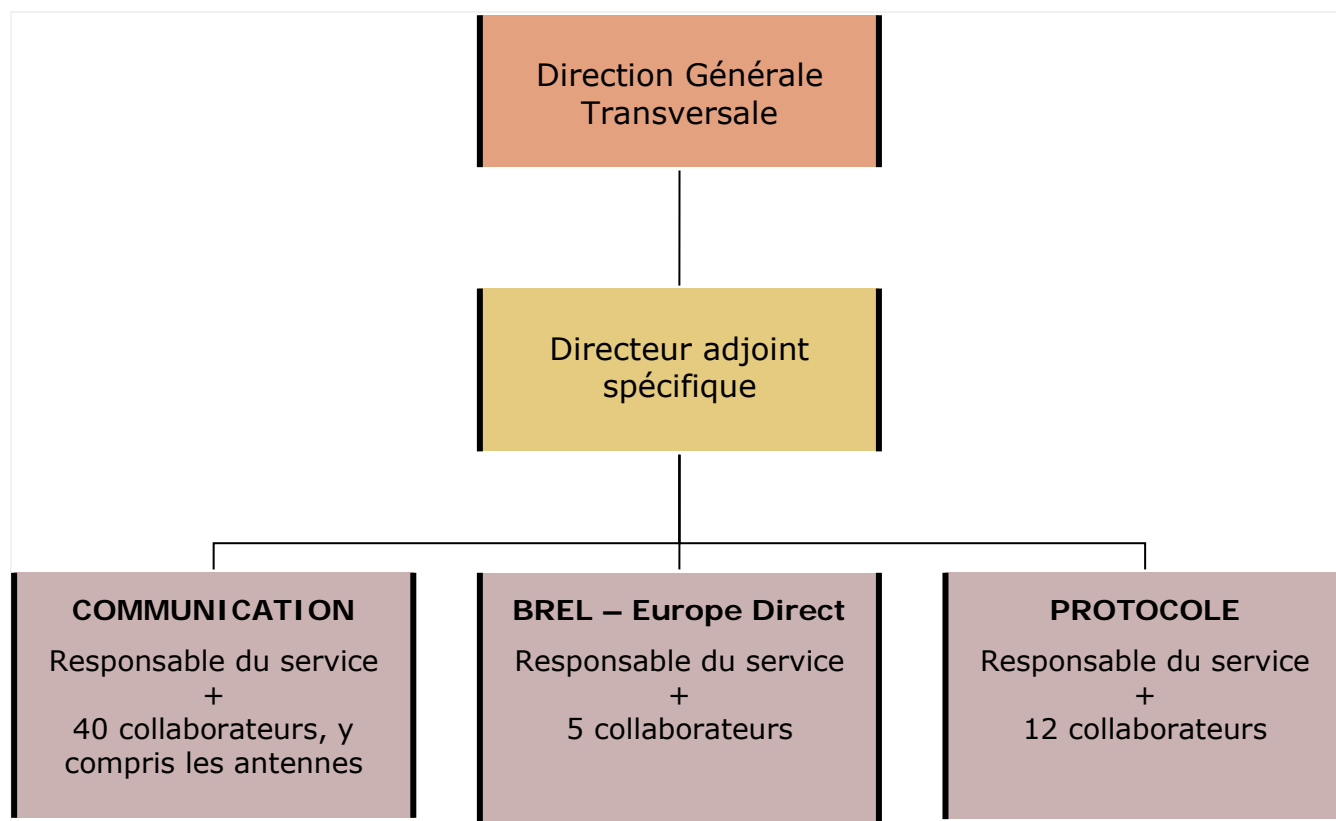 Direction Générale
Transversale
Directeur adjoint
spécifique
COMMUNICATION
Responsable du service
+
40 collaborateurs, y
compris les antennes
BREL – Europe Direct
Responsable du service
+
5 collaborateurs
PROTOCOLE
Responsable du service
+
12 collaborateurs